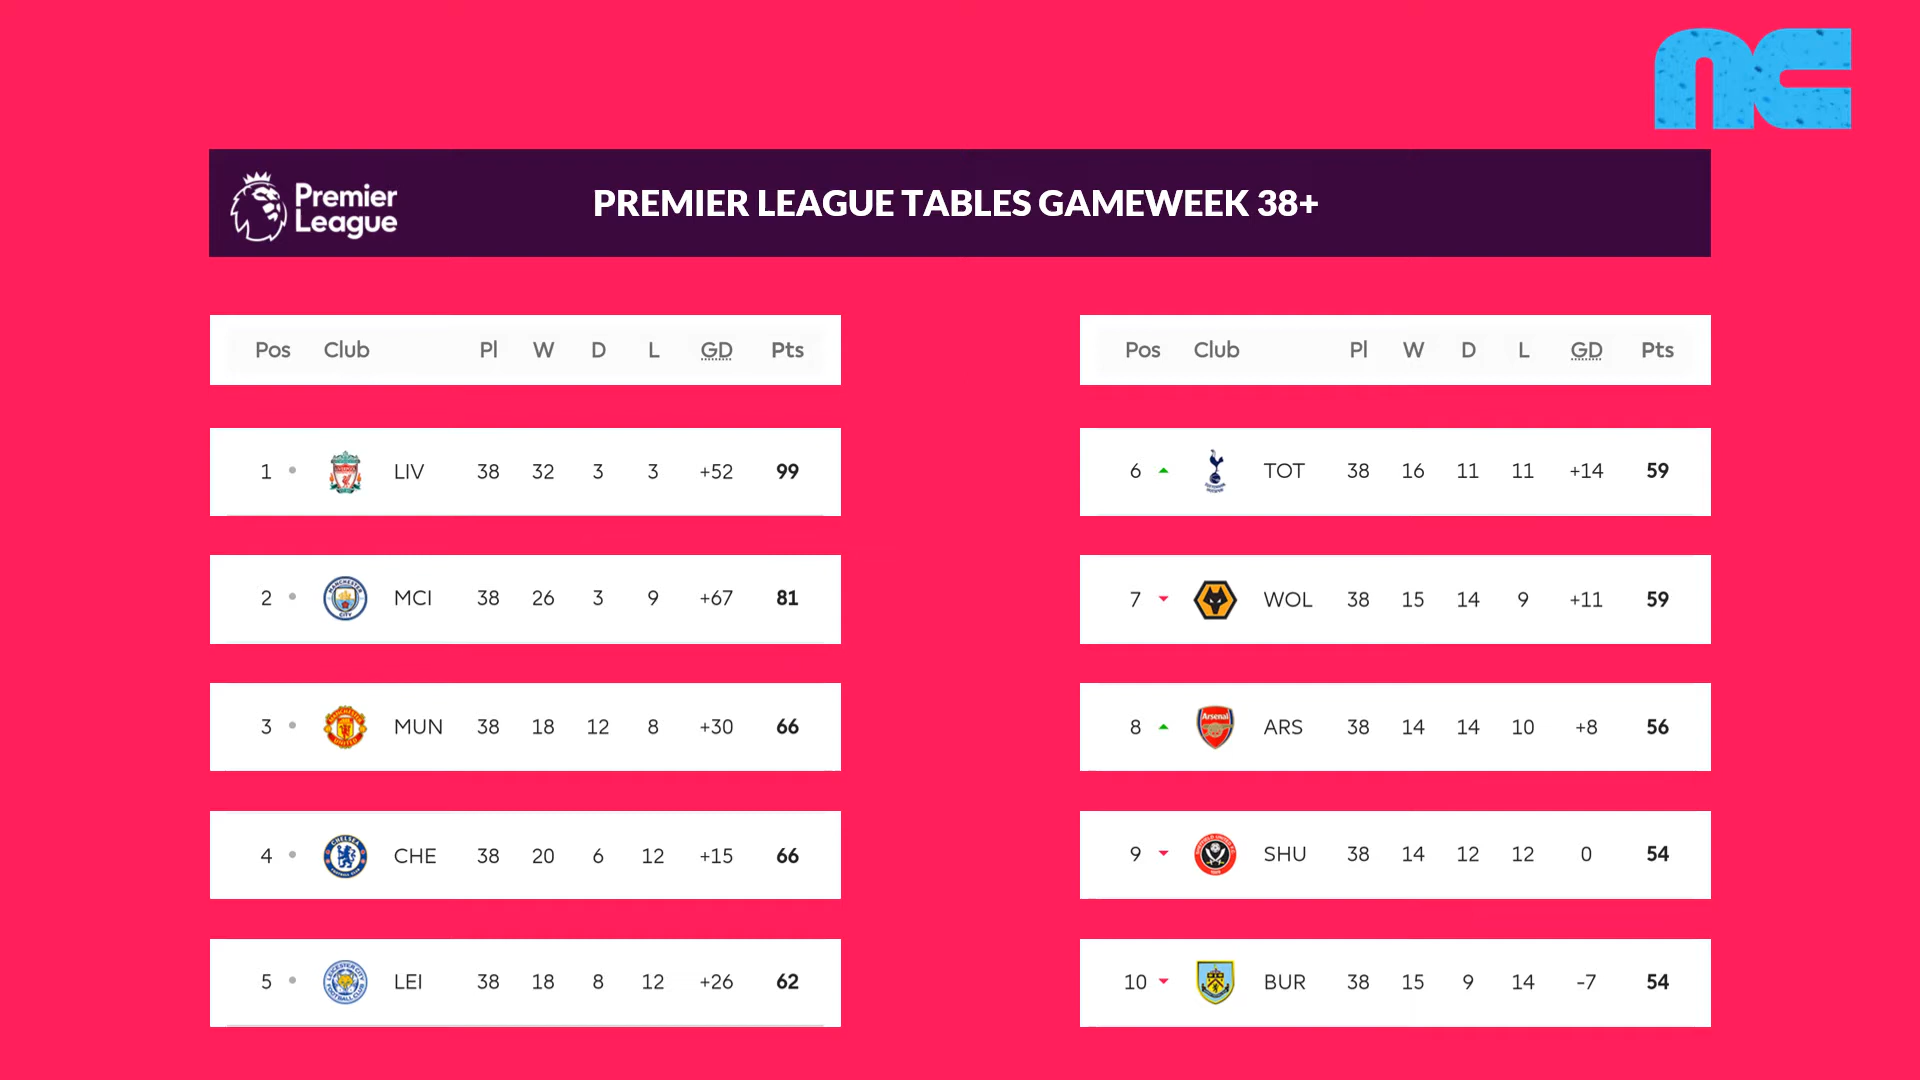 nc
Premier
League
PREMIER LEAGUE TABLES GAMEWEEK 38+
Pos Club Pl W D L GD Pts
1 LIV 38 32 3 3 +52 99
2 MCI 38 26 3 9 +67 81
3 MUN 38 18 12 8 +30 66
4 CHE 38 20 6 12 +15 66
5 LEI 38 18 8 12 +26 62
Pos Club Pl W D L GD Pts
6 TOT 38 16 11 11 +14 59
7 WOL 38 15 14 9 +11 59
8 Arsenal ARS 38 14 14 10 +8 56
9 SHU 38 14 12 12 0 54
10 BUR 38 15 9 14 -7 54